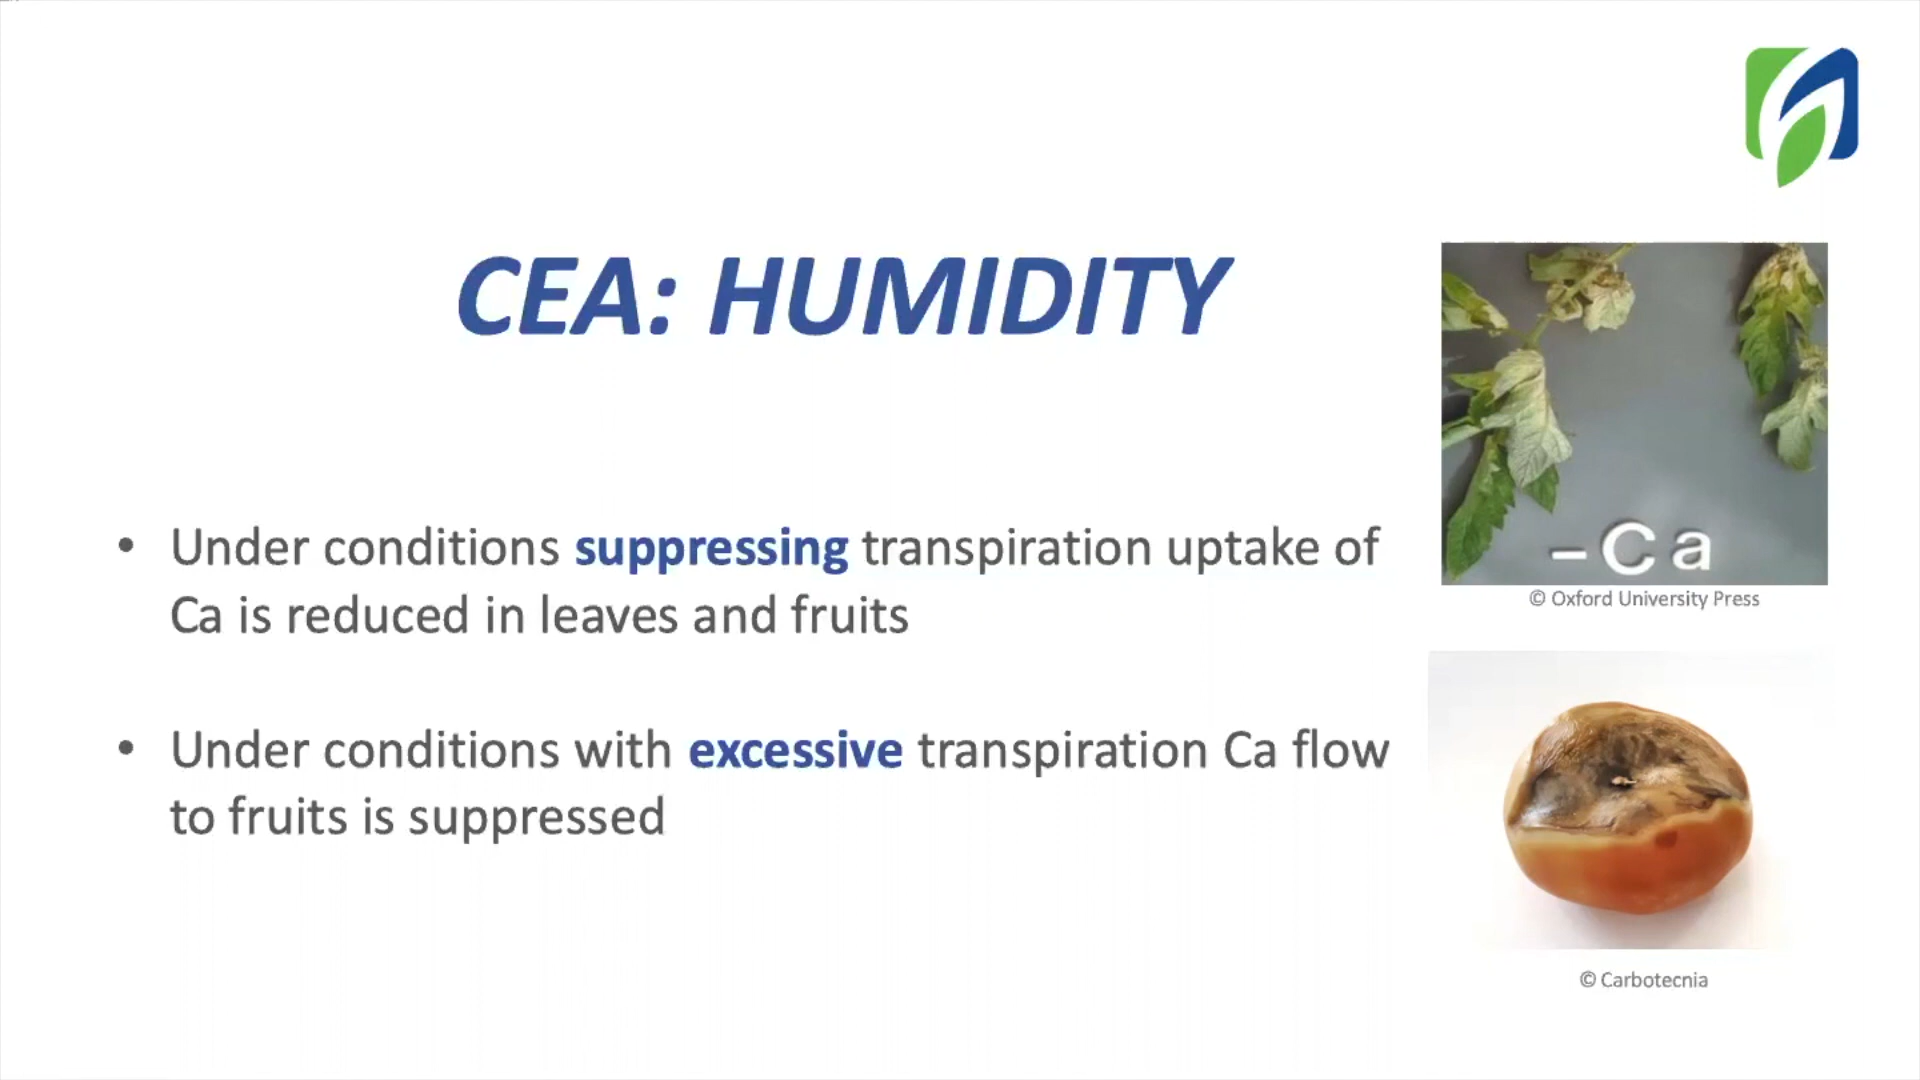 CEA: HUMIDITY
• Under conditions suppressing transpiration uptake of
Ca is reduced in leaves and fruits
• Under conditions with excessive transpiration Ca flow
to fruits is suppressed
–Ca
© Oxford University Press
© Carbotecnia